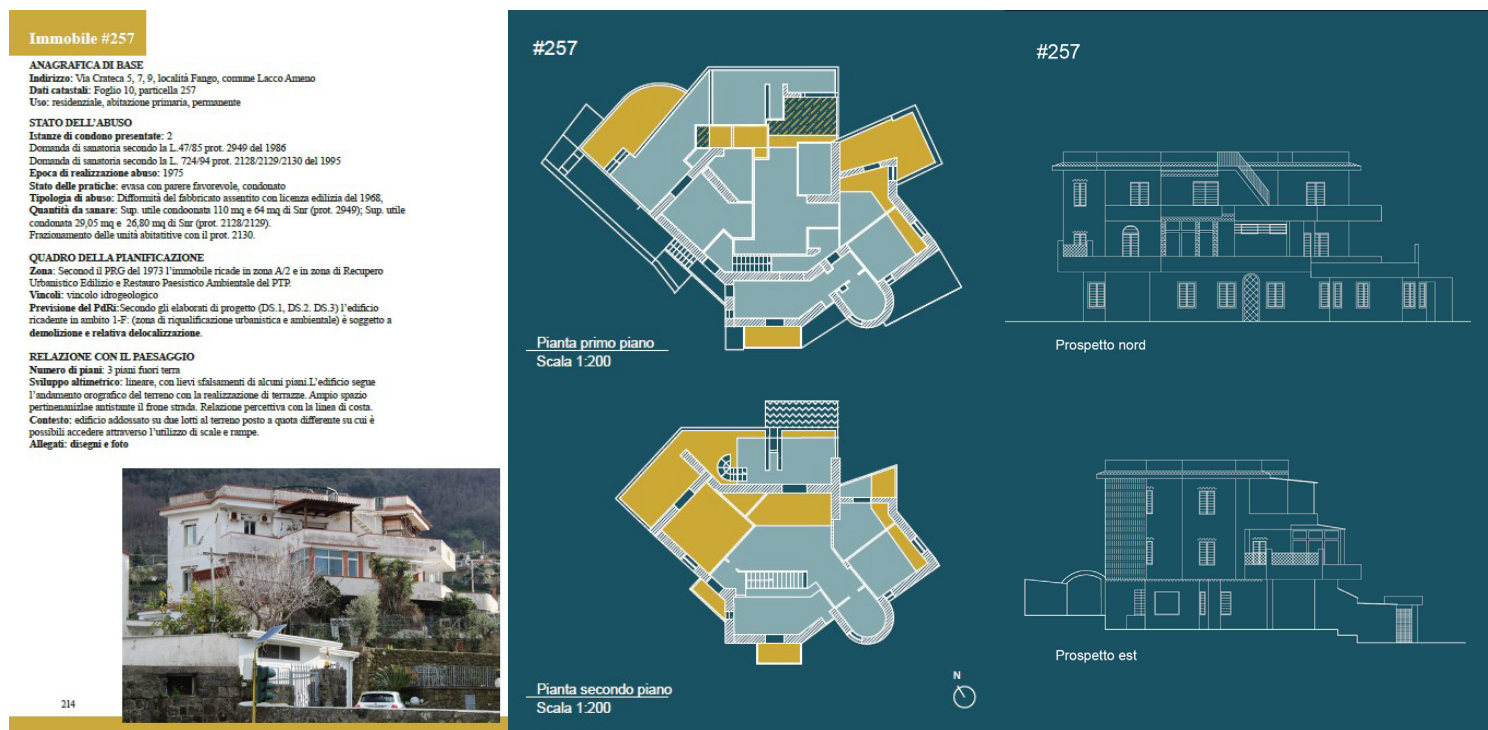 Immobile #257
ANAGRAFICA DI BASE
Indirizzo: Via Crateca 5, 7, 9, località Fango, comune Lacco Ameno
Dati catastali: Foglio 10, particella 257
Uso: residenziale, abitazione primaria, permanente
STATO DELL'ABUSO
Istanze di condono presentate: 2
Domanda di sanatoria secondo la L.47/85 prot. 2949 del 1986
Domanda di sanatoria secondo la L. 724/94 prot. 2128/2129/2130 del 1995
Epoca di realizzazione abuso: 1975
Stato delle pratiche: evasa con parere favorevole, condonato
Tipologia di abuso: Difformità del fabbricato assentito con licenza edilizia del 1968,
Quantità da sanare: Sup. utile condoonata 110 mq e 64 mq di Snr (prot. 2949); Sup. utile
condonata 29,05 mq e 26,80 mq di Snr (prot. 2128/2129).
Frazionamento delle unità abitatitive con il prot. 2130.
QUADRO DELLA PIANIFICAZIONE
Zona: Seconod il PRG del 1973 l'immobile ricade in zona A/2 e in zona di Recupero
Urbanistico Edilizio e Restauro Paesistico Ambientale del PTP.
Vincoli: vincolo idrogeologico
Previsione del PdRi:Secondo gli elaborati di progetto (DS.1, DS.2. DS.3) l'edificio
ricadente in ambito 1-F: (zona di riqualificazione urbanistica e ambientale) è soggetto a
demolizione e relativa delocalizzazione.
RELAZIONE CON IL PAESAGGIO
Numero di piani: 3 piani fuori terra
Sviluppo altimetrico: lineare, con lievi sfalsamenti di alcuni piani.L'edificio segue
l'andamento orografico del terreno con la realizzazione di terrazze. Ampio spazio
pertinenanizlae antistante il frone strada. Relazione percettiva con la linea di costa.
Contesto: edificio addossato su due lotti al terreno posto a quota differente su cui è
possibili accedere attraverso l'utilizzo di scale e rampe.
Allegati: disegni e foto
214
#257
Pianta primo piano
Scala 1:200
Pianta secondo piano
Scala 1:200
N
#257
Prospetto nord
Prospetto est